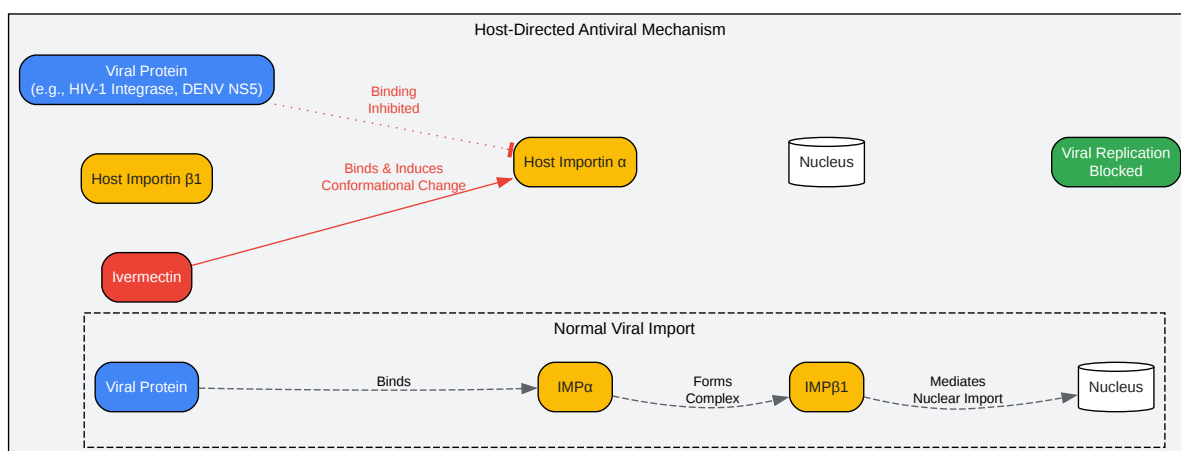 Host-Directed Antiviral Mechanism
Viral Protein
(e.g., HIV-1 Integrase, DENV NS5)
Binding
Inhibited
Host Importin α
Nucleus
Viral Replication
Blocked
Host Importin β1
Binds & Induces
Conformational Change
Ivermectin
Normal Viral Import
Viral Protein
Binds
IMPα
Forms
Complex
IMPβ1
Mediates
Nuclear Import
Nucleus